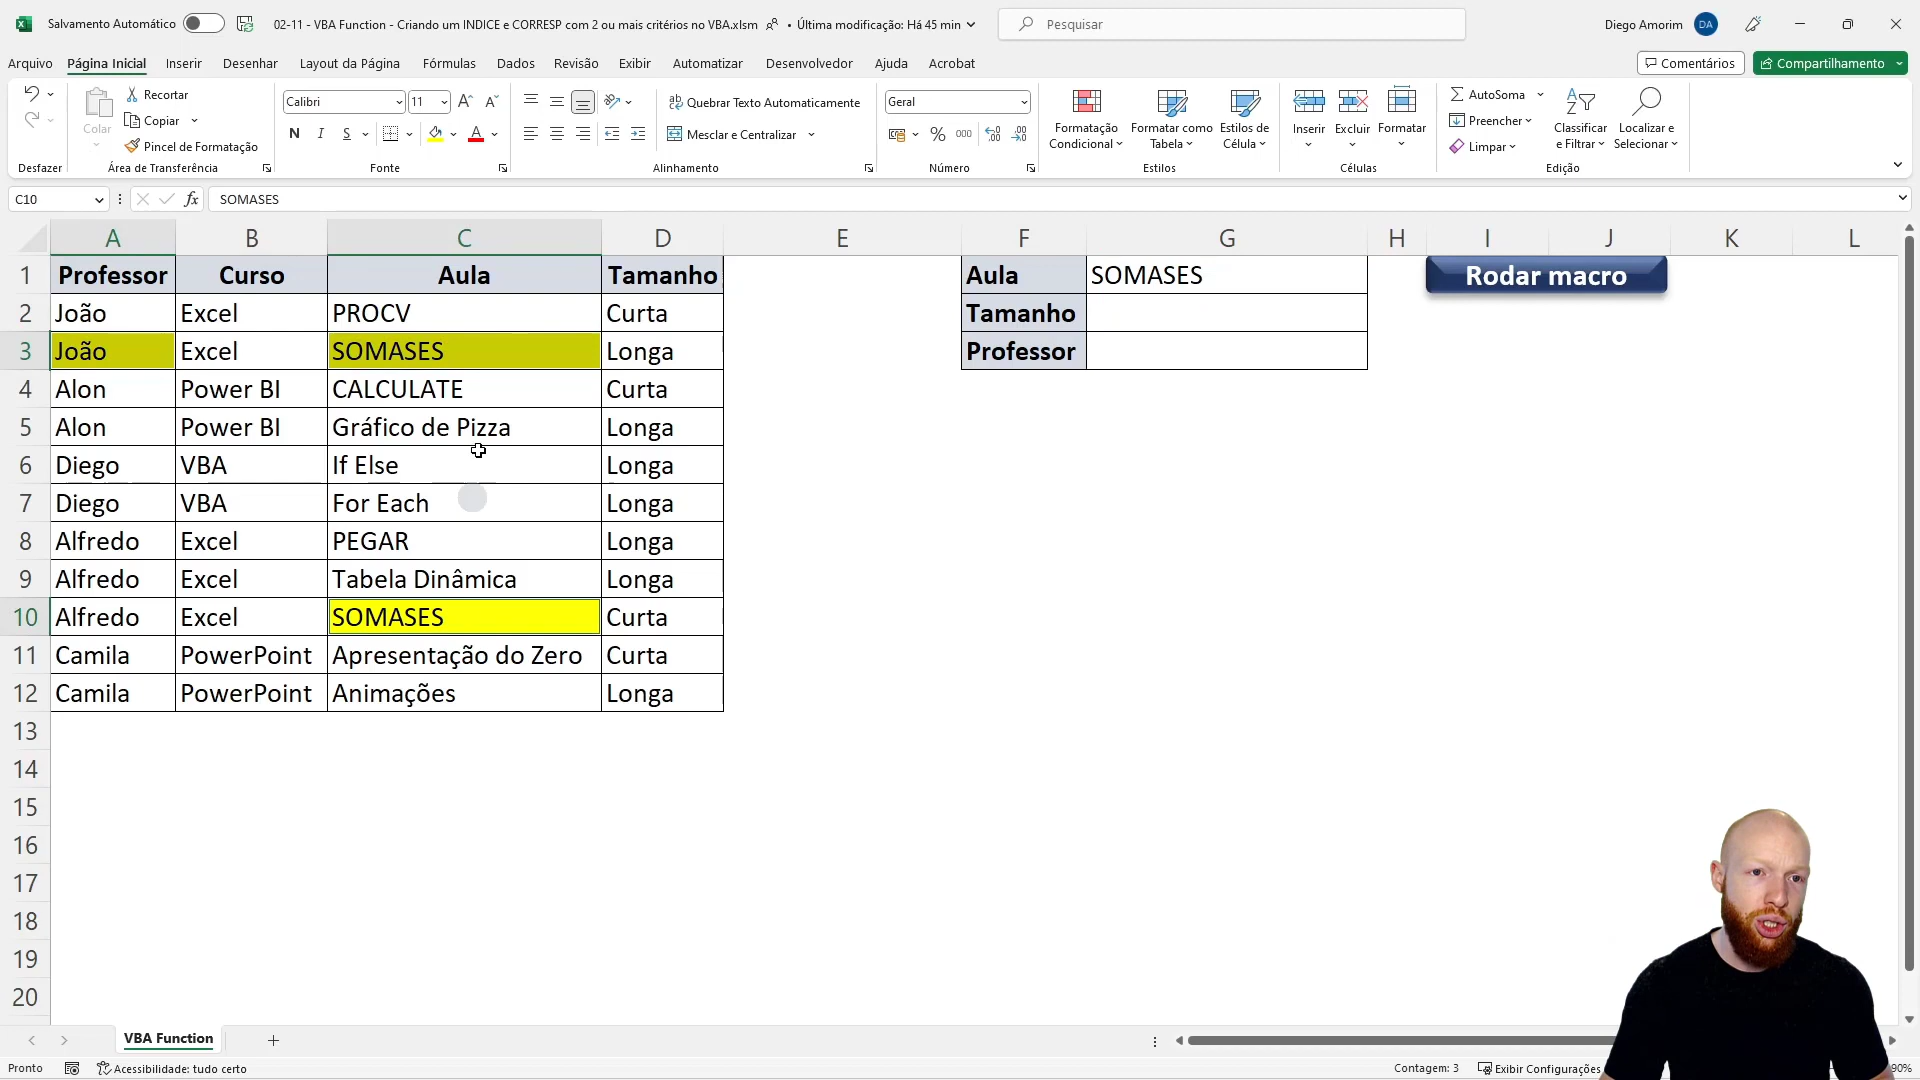 Salvamento Automático
02-11 - VBA Function - Criando um INDICE e CORRESP com 2 ou mais critérios no VBA.xlsm • Última modificação: Há 45 min
Pesquisar
Diego Amorim DA
Arquivo Página Inicial Inserir Desenhar Layout da Página Fórmulas Dados Revisão Exibir Automatizar Desenvolvedor Ajuda Acrobat
Comentários Compartilhamento
Colar
Recortar
Copiar
Pincel de Formatação
Calibri 11
N I S
Quebrar Texto Automaticamente
Mesclar e Centralizar
Geral
% 000
Formatação Condicional
Formatar como Tabela
Estilos de Célula
Inserir Excluir Formatar
AutoSoma
Preencher
Limpar
Classificar e Filtrar
Localizar e Selecionar
Desfazer Área de Transferência Fonte Alinhamento Número Estilos Células Edição
C10 fx SOMASES
A B C D E F G H I J K L
1 Professor Curso Aula Tamanho Aula SOMASES Rodar macro
2 João Excel PROCV Curta Tamanho
3 João Excel SOMASES Longa Professor
4 Alon Power BI CALCULATE Curta
5 Alon Power BI Gráfico de Pizza Longa
6 Diego VBA If Else Longa
7 Diego VBA For Each Longa
8 Alfredo Excel PEGAR Longa
9 Alfredo Excel Tabela Dinâmica Longa
10 Alfredo Excel SOMASES Curta
11 Camila PowerPoint Apresentação do Zero Curta
12 Camila PowerPoint Animações Longa
13
14
15
16
17
18
19
20
VBA Function
Pronto Acessibilidade: tudo certo Contagem: 3 Exibir Configurações 90%